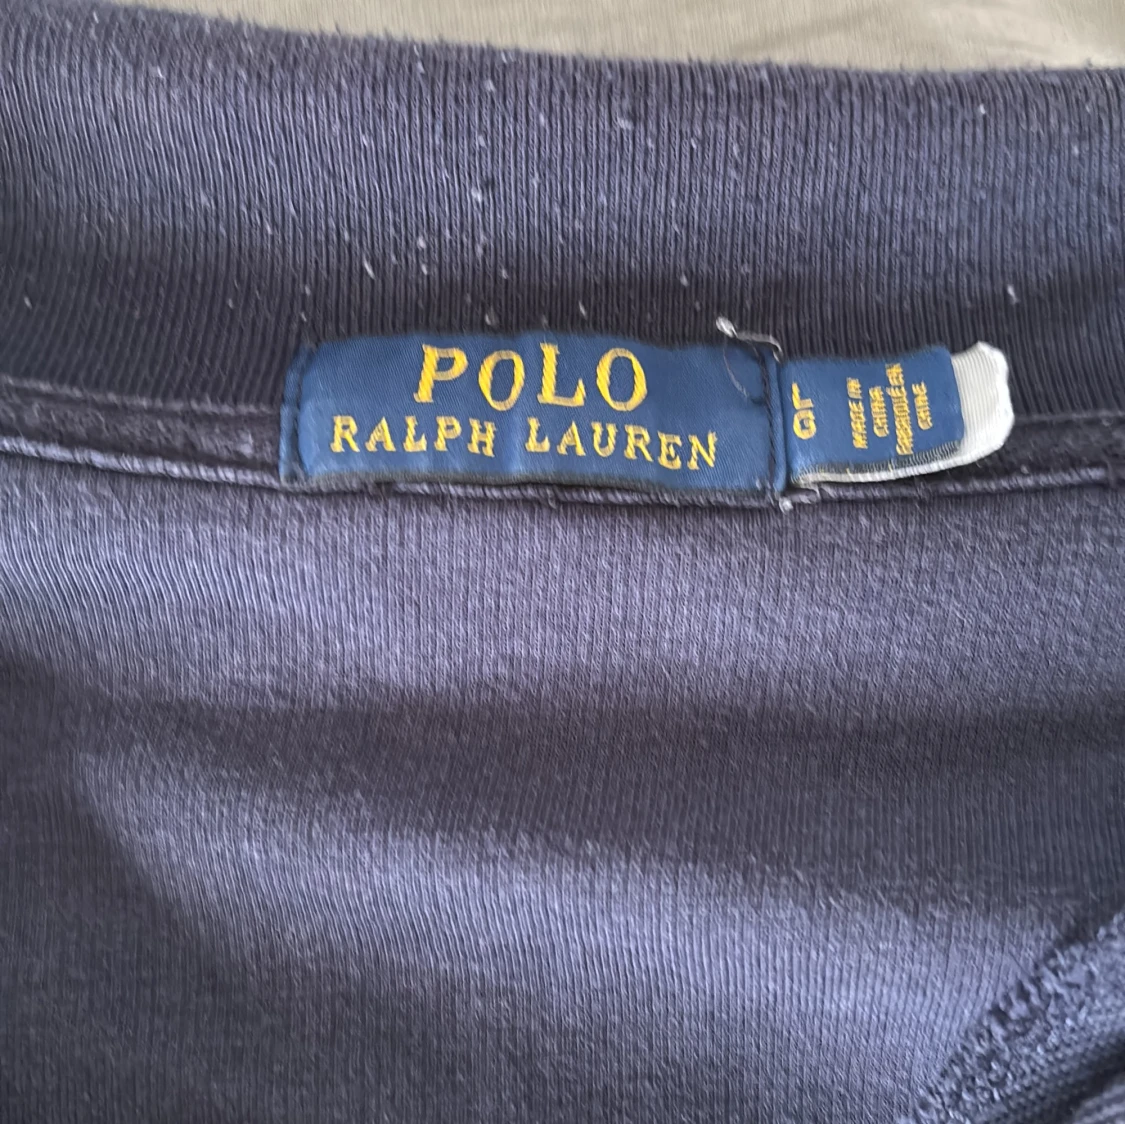 POLO
RALPH LAUREN
MADE IN
CHINA
FABRIQUÉ EN
CHINE